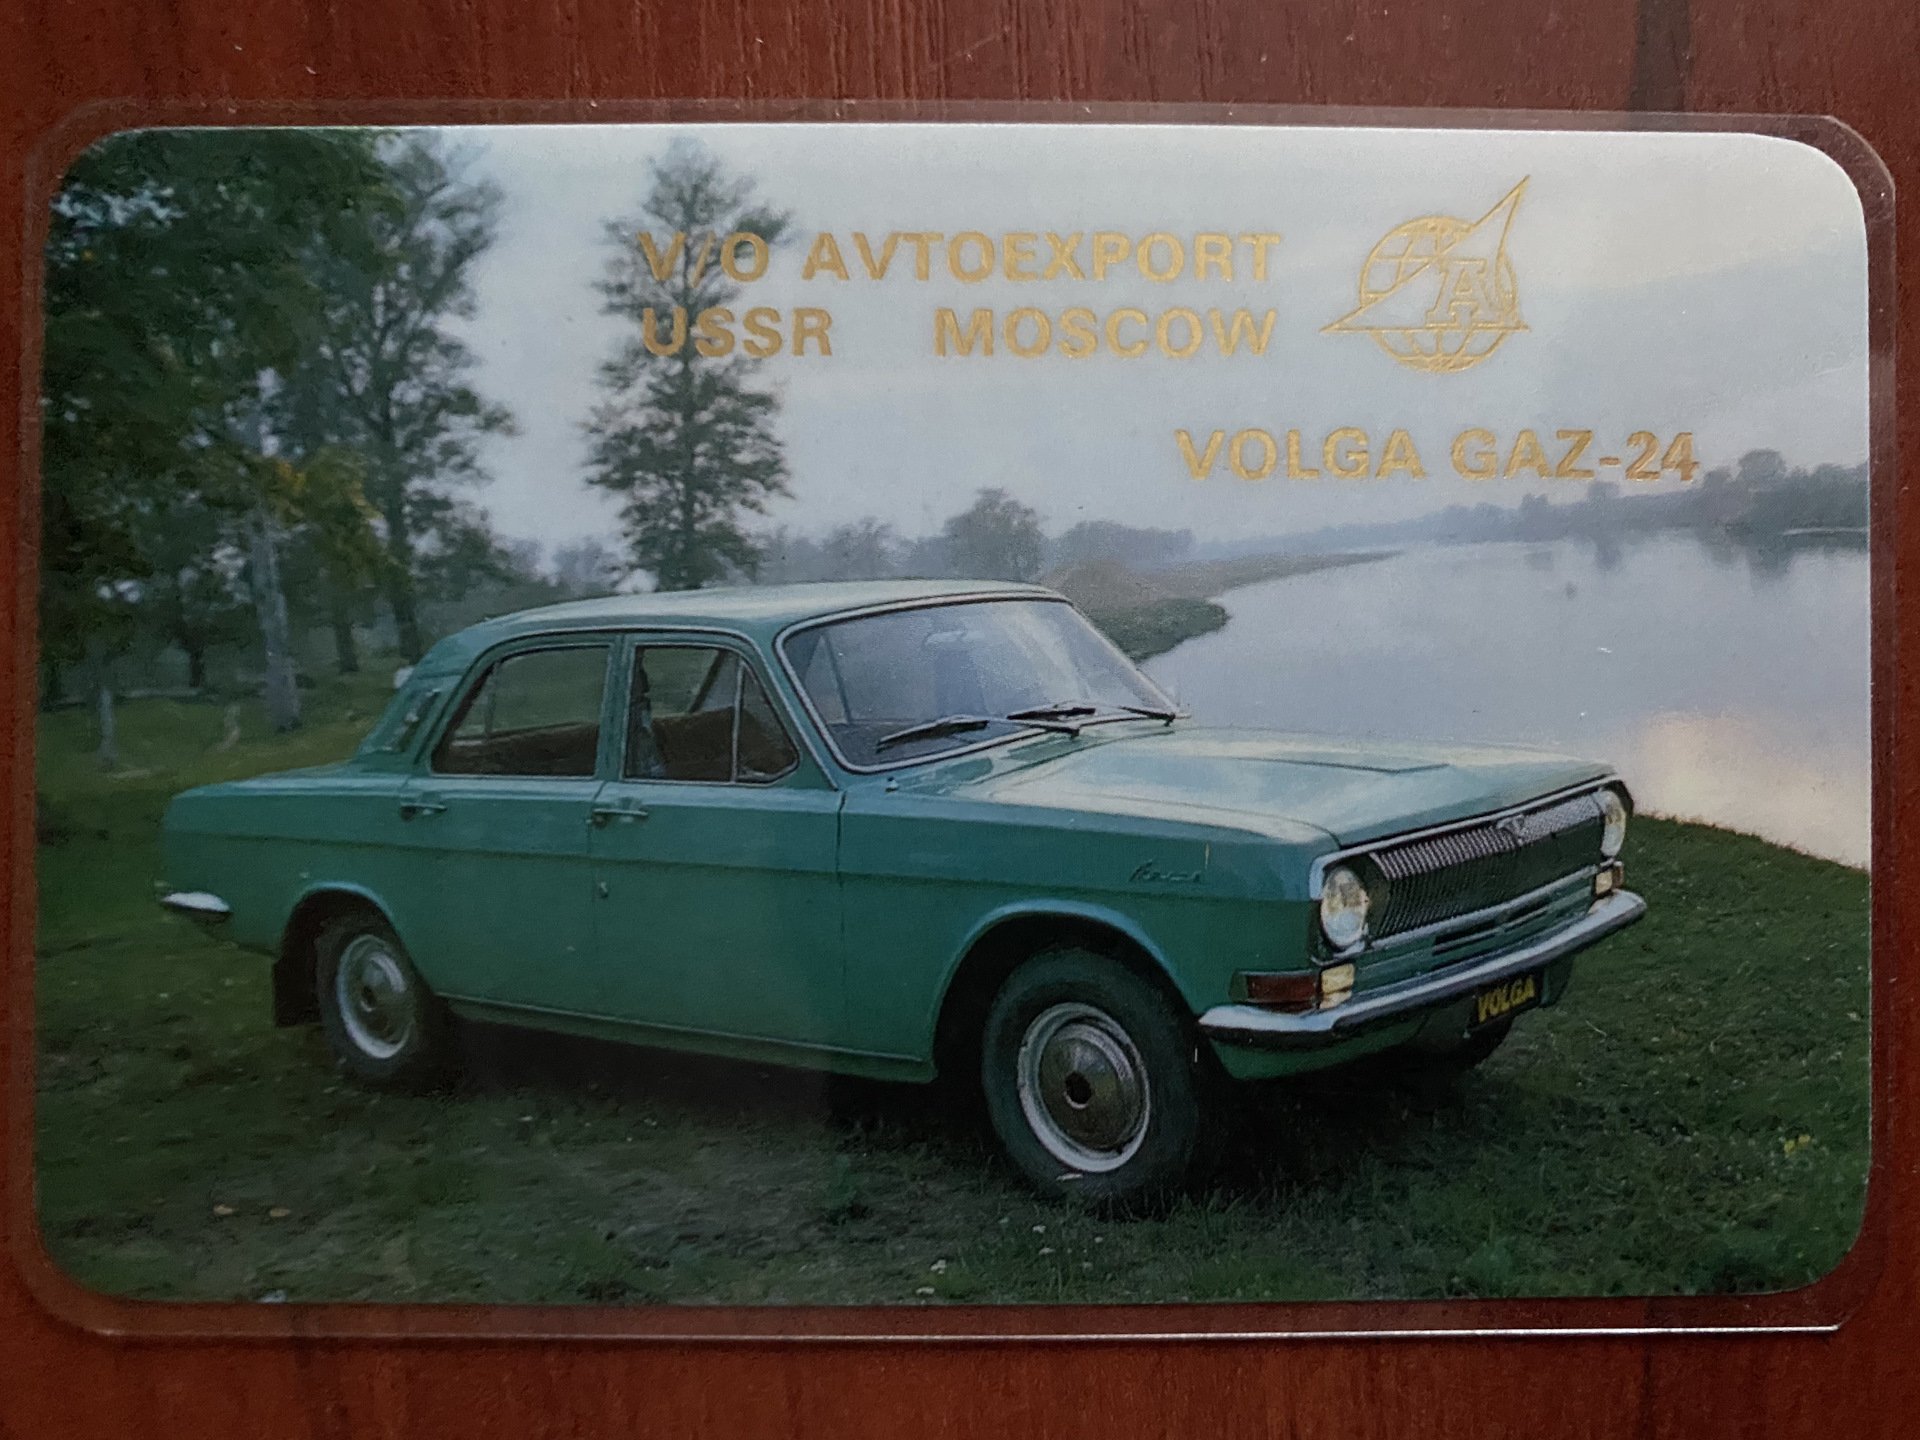 V/O AVTOEXPORT
USSR MOSCOW
A
VOLGA GAZ-24
VOLGA